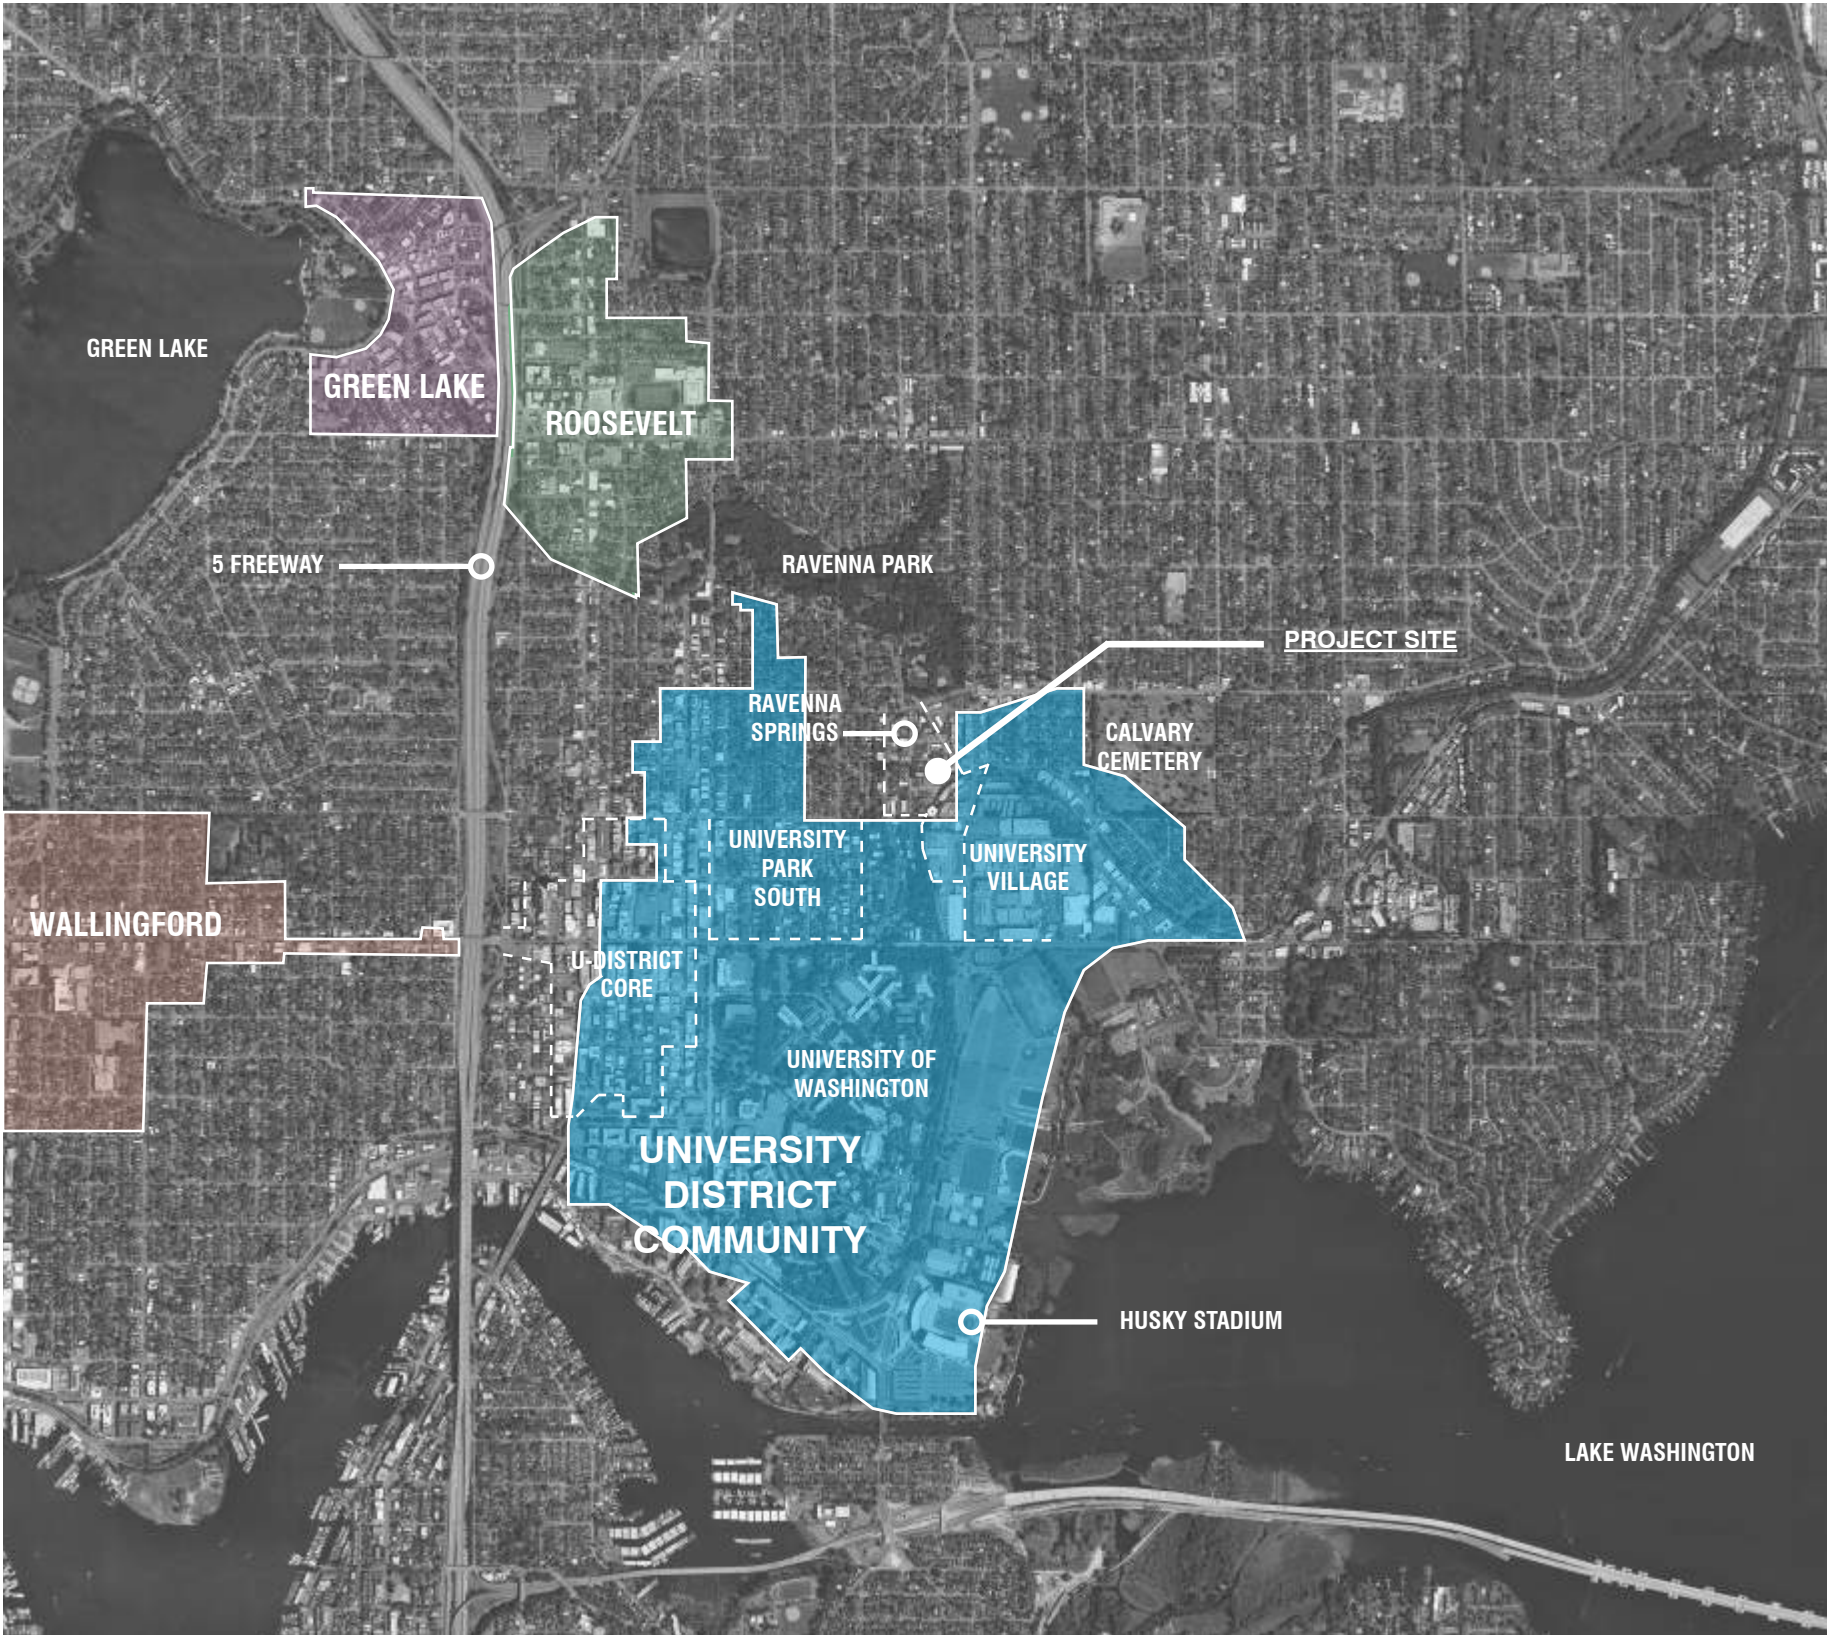 GREEN LAKE
GREEN LAKE
ROOSEVELT
5 FREEWAY
RAVENNA PARK
PROJECT SITE
RAVENNA
SPRINGS
CALVARY
CEMETERY
UNIVERSITY
PARK
SOUTH
UNIVERSITY
VILLAGE
WALLINGFORD
U-DISTRICT
CORE
UNIVERSITY OF
WASHINGTON
UNIVERSITY
DISTRICT
COMMUNITY
HUSKY STADIUM
LAKE WASHINGTON